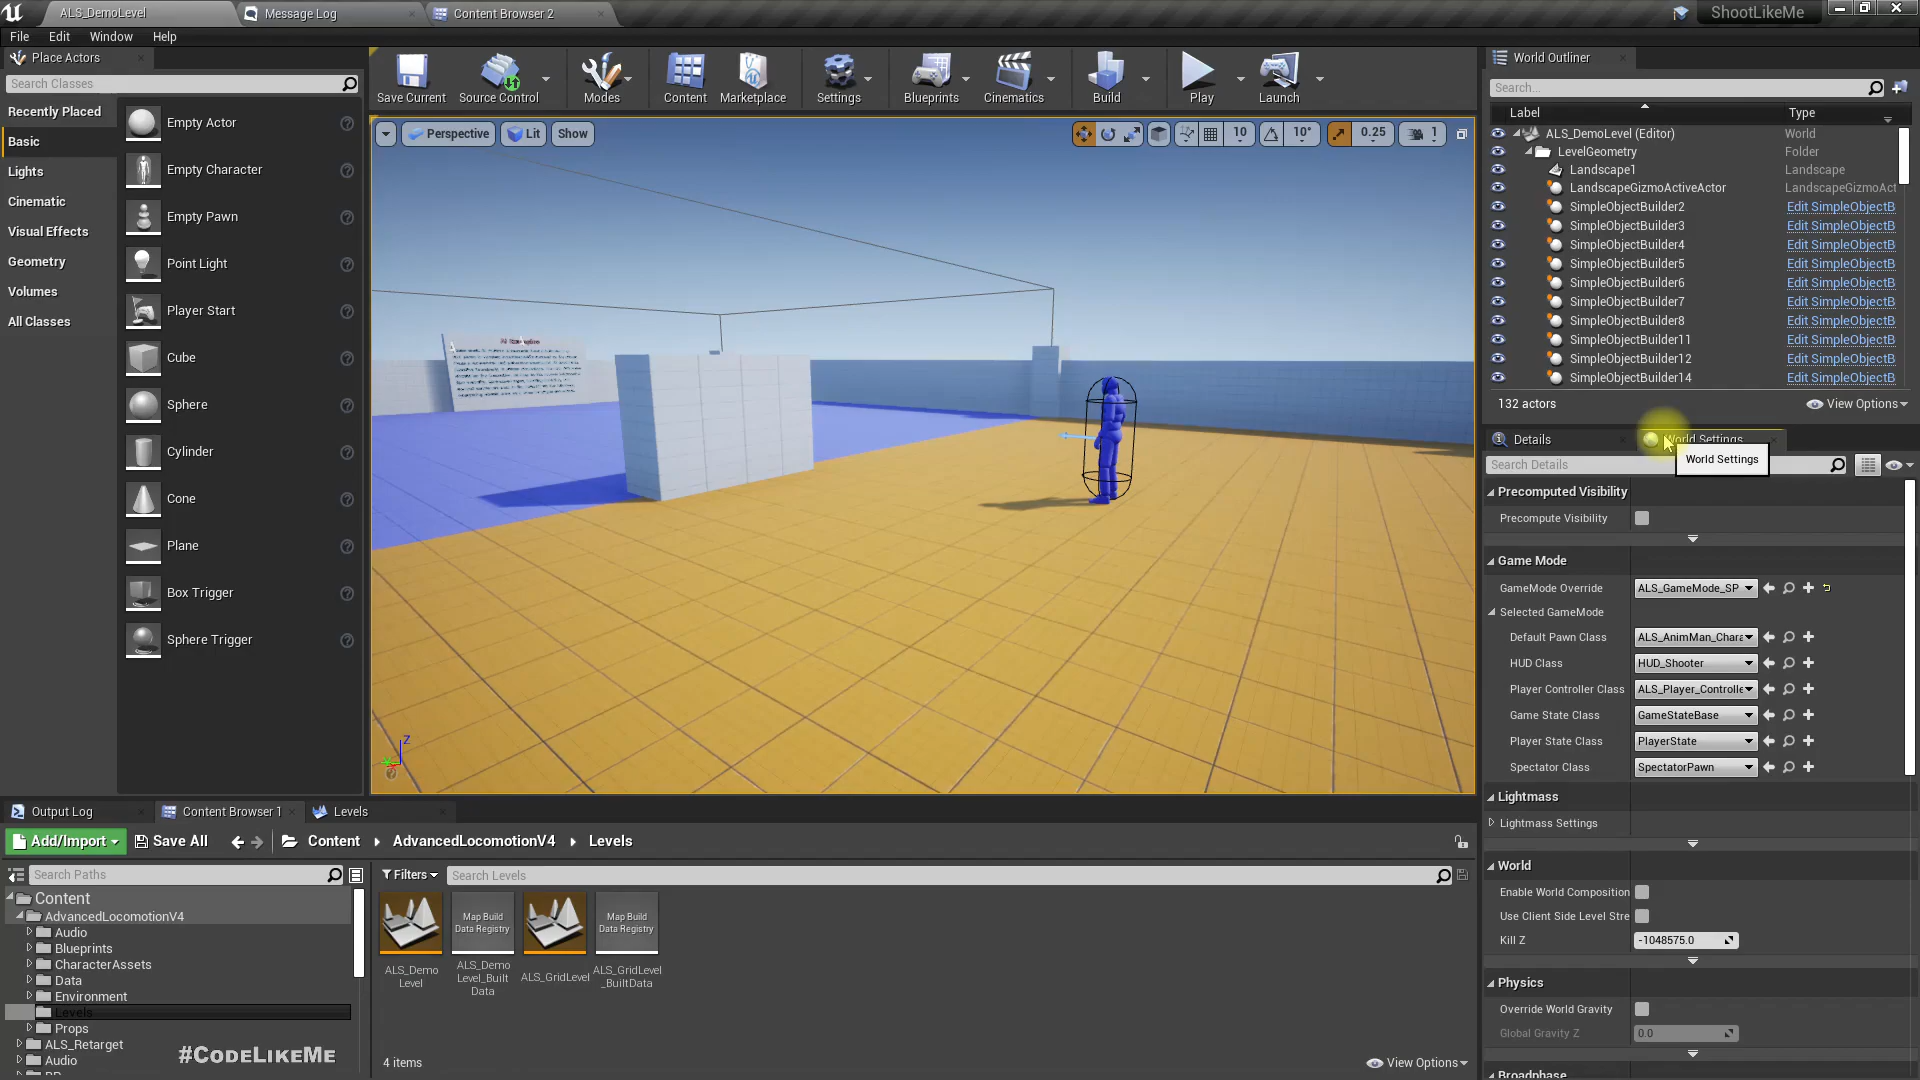 ALS_DemoLevel
Message Log
Content Browser 2
ShootLikeMe
File
Edit
Window
Help
Place Actors
Search Classes
Recently Placed
Basic
Lights
Cinematic
Visual Effects
Geometry
Volumes
All Classes
Empty Actor
Empty Character
Empty Pawn
Point Light
Player Start
Cube
Sphere
Cylinder
Cone
Plane
Box Trigger
Sphere Trigger
Save Current
Source Control
Modes
Content
Marketplace
Settings
Blueprints
Cinematics
Build
Play
Launch
Perspective
Lit
Show
10
10°
0.25
1
Z
World Outliner
Search...
Label
Type
ALS_DemoLevel (Editor)
World
LevelGeometry
Folder
Landscape1
Landscape
LandscapeGizmoActiveActor
LandscapeGizmoAct
SimpleObjectBuilder2
Edit SimpleObjectB
SimpleObjectBuilder3
Edit SimpleObjectB
SimpleObjectBuilder4
Edit SimpleObjectB
SimpleObjectBuilder5
Edit SimpleObjectB
SimpleObjectBuilder6
Edit SimpleObjectB
SimpleObjectBuilder7
Edit SimpleObjectB
SimpleObjectBuilder8
Edit SimpleObjectB
SimpleObjectBuilder11
Edit SimpleObjectB
SimpleObjectBuilder12
Edit SimpleObjectB
SimpleObjectBuilder14
Edit SimpleObjectB
132 actors
View Options
Details
World Settings
World Settings
Search Details
Precomputed Visibility
Precompute Visibility
Game Mode
GameMode Override
ALS_GameMode_SP
Selected GameMode
Default Pawn Class
ALS_AnimMan_Chara
HUD Class
HUD_Shooter
Player Controller Class
ALS_Player_Controlle
Game State Class
GameStateBase
Player State Class
PlayerState
Spectator Class
SpectatorPawn
Lightmass
Lightmass Settings
World
Enable World Composition
Use Client Side Level Stre
Kill Z
-1048575.0
Physics
Override World Gravity
Global Gravity Z
0.0
Broadphase
Output Log
Content Browser 1
Levels
Add/Import
Save All
Content
AdvancedLocomotionV4
Levels
Search Paths
Filters
Search Levels
Content
AdvancedLocomotionV4
Audio
Blueprints
CharacterAssets
Data
Environment
Levels
Props
ALS_Retarget
Audio
Map Build
Data Registry
Map Build
Data Registry
ALS_Demo
Level
ALS_Demo
Level_Built
Data
ALS_GridLevel
ALS_GridLevel
_BuiltData
4 items
View Options
#CodeLikeMe